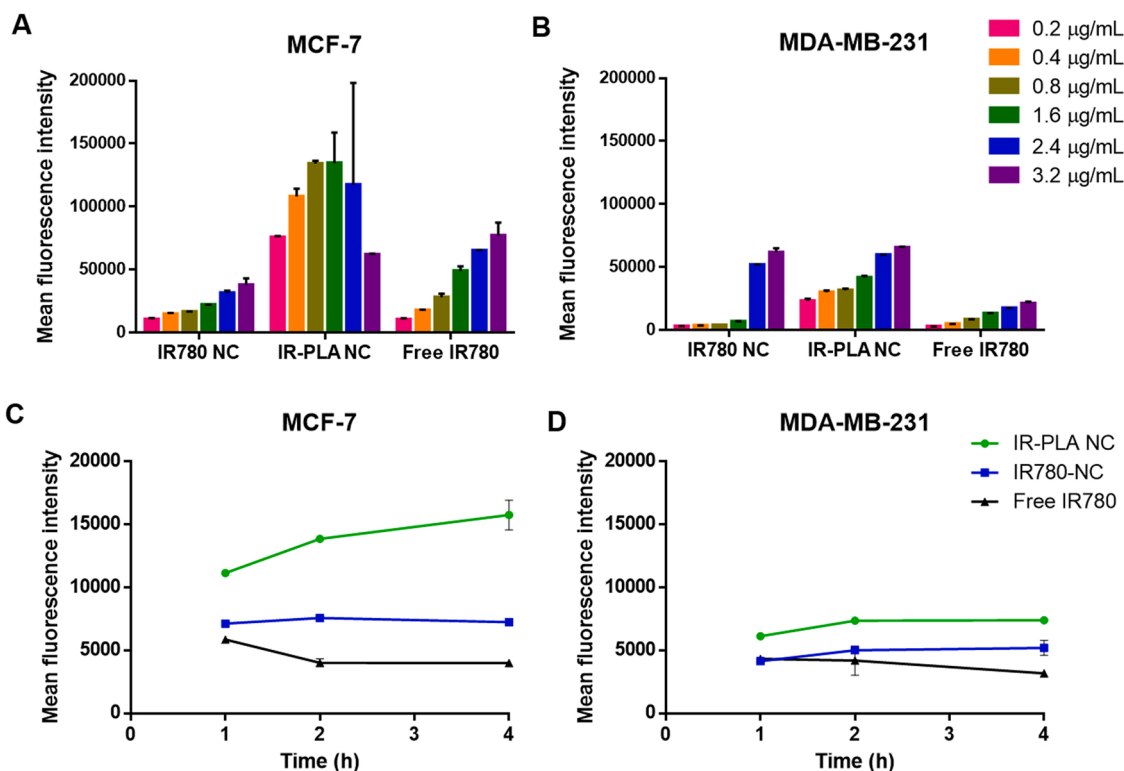 A
MCF-7
Mean fluorescence intensity
200000
150000
100000
50000
0
IR780 NC
IR-PLA NC
Free IR780
B
MDA-MB-231
Mean fluorescence intensity
200000
150000
100000
50000
0
IR780 NC
IR-PLA NC
Free IR780
0.2 µg/mL
0.4 µg/mL
0.8 µg/mL
1.6 µg/mL
2.4 µg/mL
3.2 µg/mL
C
MCF-7
Mean fluorescence intensity
20000
15000
10000
5000
0
0 1 2 3 4
Time (h)
D
MDA-MB-231
Mean fluorescence intensity
20000
15000
10000
5000
0
0 1 2 3 4
Time (h)
IR-PLA NC
IR780-NC
Free IR780